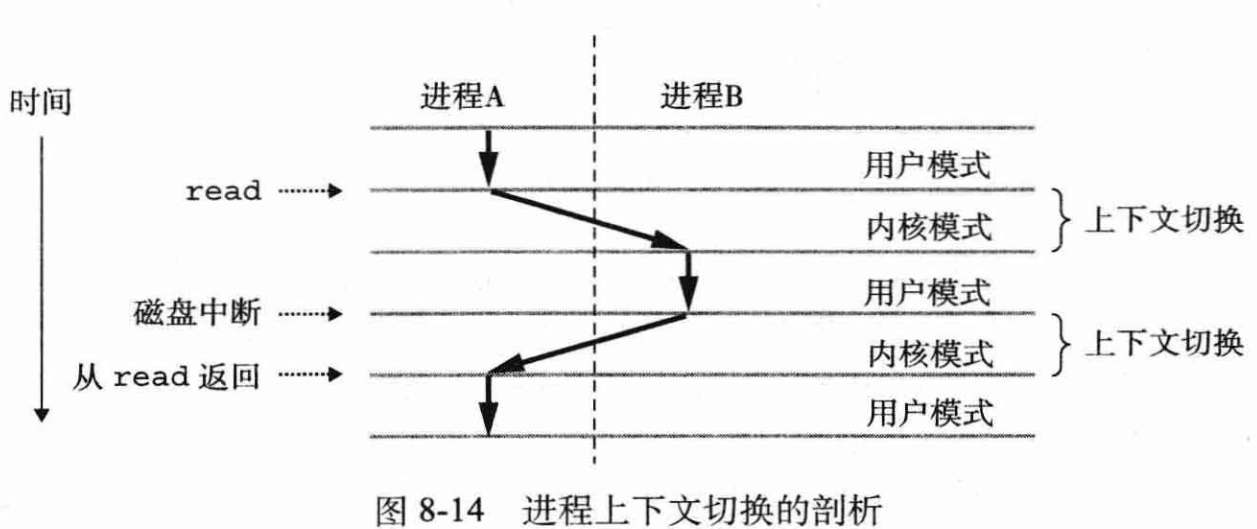 时间
进程A 进程B
用户模式
read
内核模式 上下文切换
用户模式
磁盘中断
内核模式 上下文切换
从 read 返回
用户模式
图 8-14 进程上下文切换的剖析